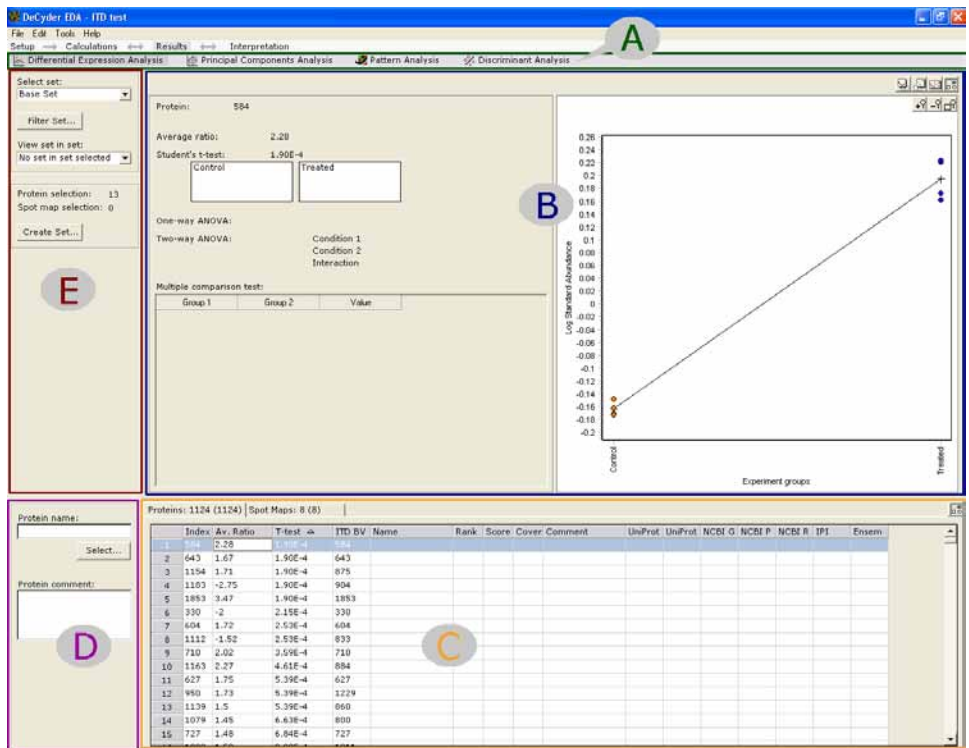 DeCyder EDA - ITD test
File Edit Tools Help
Setup Calculations Results Interpretation
Differential Expression Analysis Principal Components Analysis Pattern Analysis Discriminant Analysis
A
Select set:
Base Set
Filter Set...
View set in set:
No set in set selected
Protein selection: 13
Spot map selection: 0
Create Set...
E
Protein: 584
Average ratio: 2.28
Student's t-test: 1.90E-4
Control Treated
One-way ANOVA:
Two-way ANOVA: Condition 1
Condition 2
Interaction
Multiple comparison test:
Group 1 Group 2 Value
B
Log Standard Abundance
0.26
0.24
0.22
0.2
0.18
0.16
0.14
0.12
0.1
0.08
0.06
0.04
0.02
0
-0.02
-0.04
-0.06
-0.08
-0.1
-0.12
-0.14
-0.16
-0.18
-0.2
Control Treated
Experiment groups
Protein name:
Select...
Protein comment:
D
Proteins: 1124 (1124) Spot Maps: 8 (8)
Index Av. Ratio T-test ITD BV Name Rank Score Cover Comment UniProt UniProt NCBI G NCBI P NCBI R IPI Ensem
1 584 2.28 1.90E-4 584
2 643 1.67 1.90E-4 643
3 1154 1.71 1.90E-4 875
4 1183 -2.75 1.90E-4 904
5 1853 3.47 1.90E-4 1853
6 330 -2 2.15E-4 330
7 604 1.72 2.53E-4 604
8 1112 -1.52 2.53E-4 833
9 710 2.02 3.59E-4 710
10 1163 2.27 4.61E-4 884
11 627 1.75 5.39E-4 627
12 950 1.73 5.39E-4 1229
13 1139 1.5 5.39E-4 860
14 1079 1.45 6.63E-4 800
15 727 1.48 6.84E-4 727
C